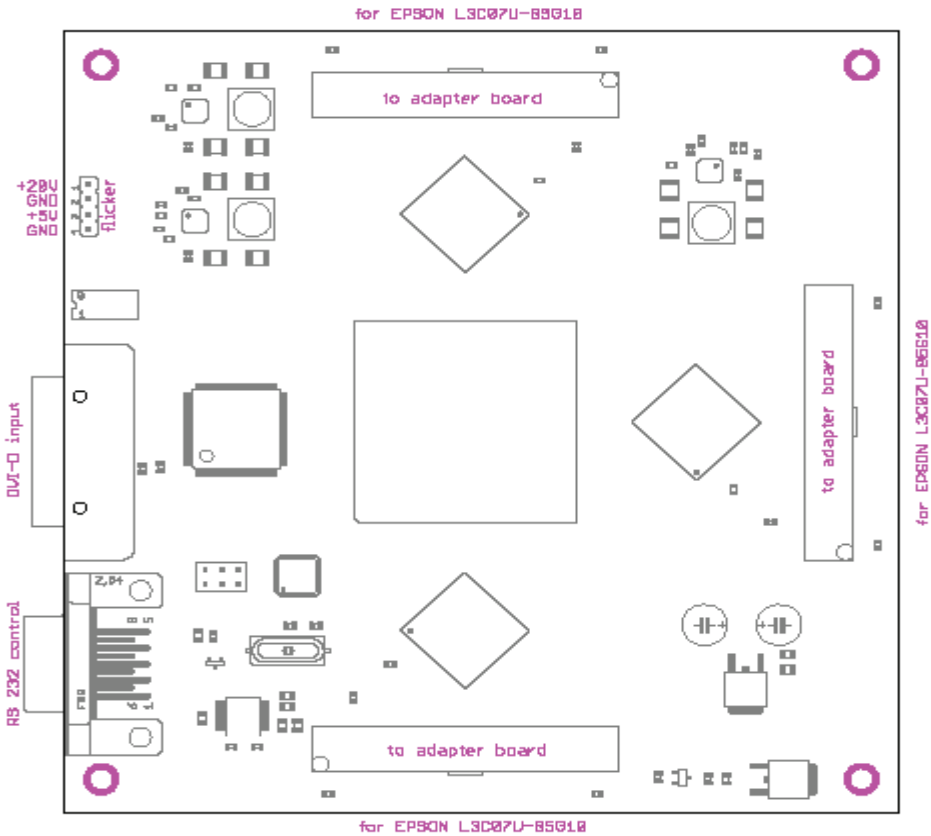 for EPSON L3C07U-85G10
to adapter board
+20V
GND
+5V
GND
flicker
to adapter board
for EPSON L3C07U-85G10
DVI-D input
RS 232 control
to adapter board
for EPSON L3C07U-85G10